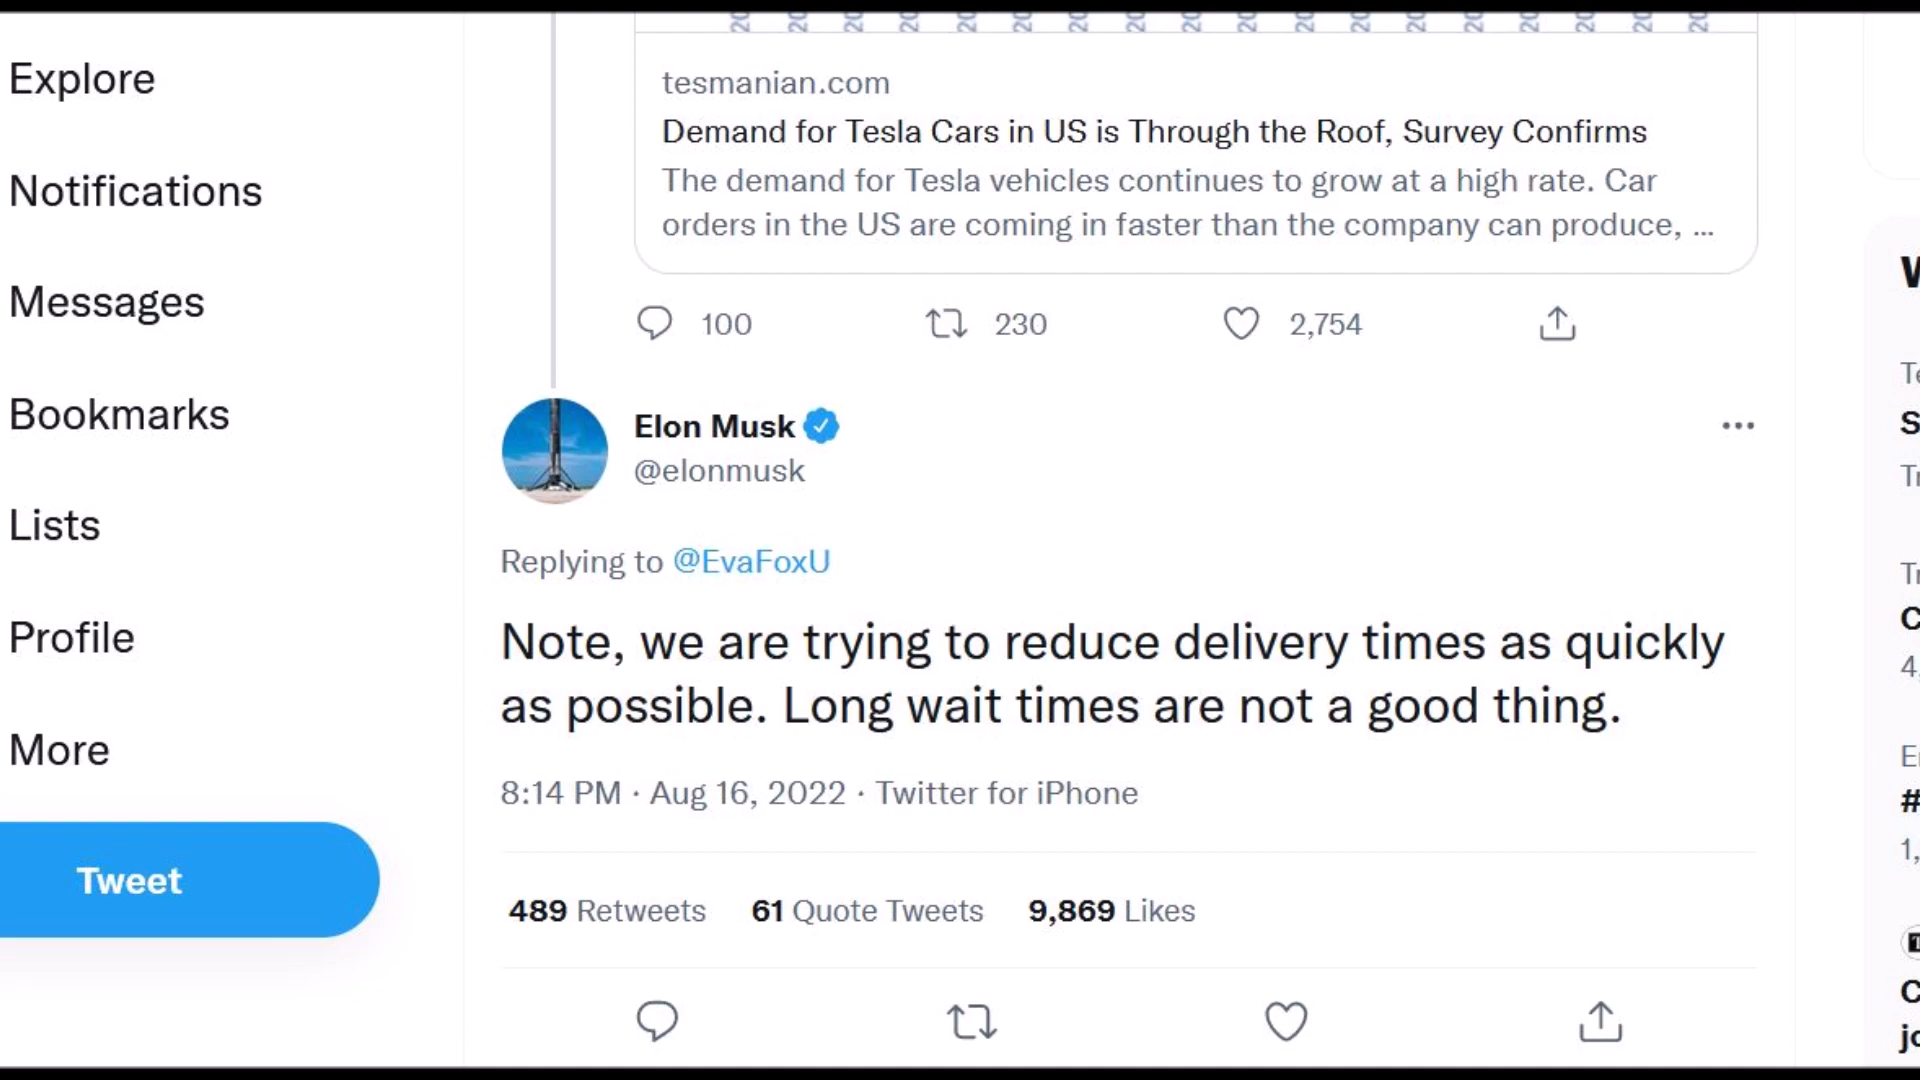 Explore
Notifications
Messages
Bookmarks
Lists
Profile
More
Tweet
tesmanian.com
Demand for Tesla Cars in US is Through the Roof, Survey Confirms
The demand for Tesla vehicles continues to grow at a high rate. Car
orders in the US are coming in faster than the company can produce, ...
100 230 2,754
Elon Musk
@elonmusk
Replying to @EvaFoxU
Note, we are trying to reduce delivery times as quickly
as possible. Long wait times are not a good thing.
8:14 PM · Aug 16, 2022 · Twitter for iPhone
489 Retweets 61 Quote Tweets 9,869 Likes